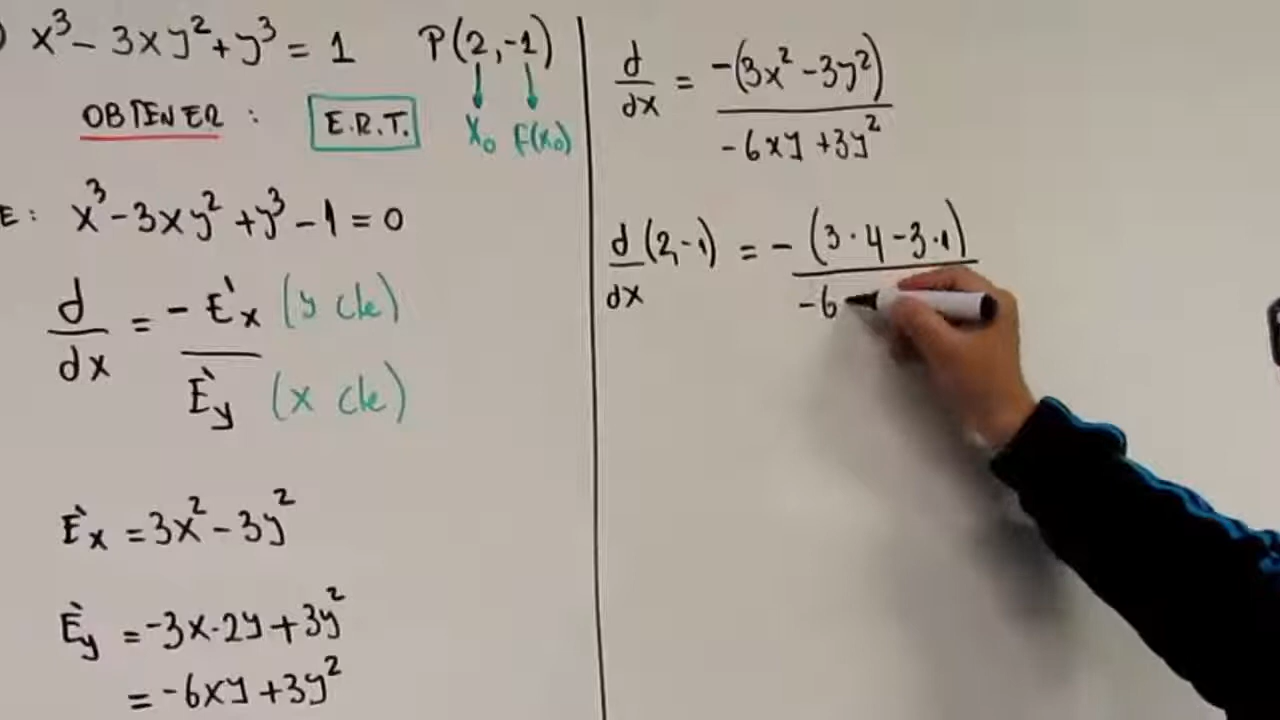 ) x³ - 3xy² + y³ = 1 P(2,-1)
OBTENER : E.R.T. x₀ f(x₀)
E: x³ - 3xy² + y³ - 1 = 0
d/dx = - E'x (y cte) / E'y (x cte)
E'x = 3x² - 3y²
E'y = -3x·2y + 3y²
= -6xy + 3y²
d/dx = -(3x² - 3y²) / -6xy + 3y²
d/dx (2,-1) = - (3·4 - 3·1) / -6